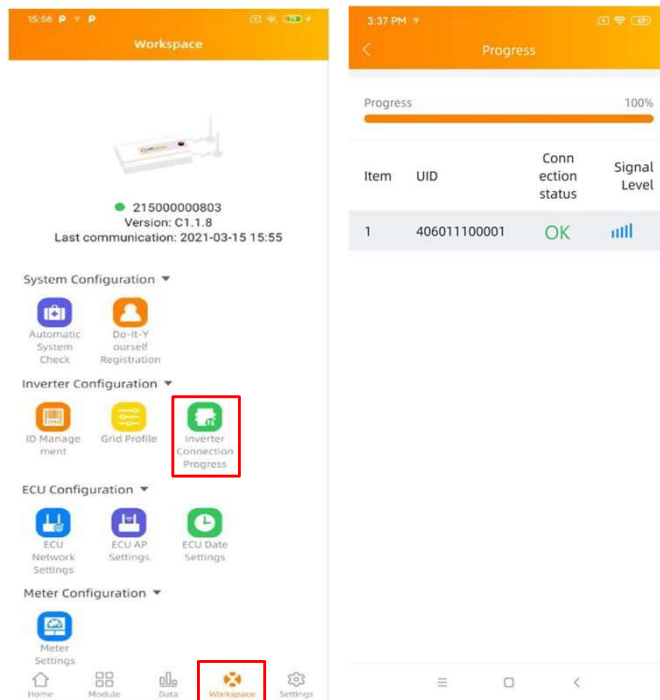 15:56
Workspace
215000000803
Version: C1.1.8
Last communication: 2021-03-15 15:55
System Configuration
Automatic
System
Check
Do-It-Y
ourself
Registration
Inverter Configuration
ID Manage
ment
Grid Profile
Inverter
Connection
Progress
ECU Configuration
ECU
Network
Settings
ECU AP
Settings
ECU Date
Settings
Meter Configuration
Meter
Settings
Home
Module
Data
Workspace
Settings
3:37 PM
Progress
Progress 100%
Item
UID
Conn
ection
status
Signal
Level
1 406011100001 OK